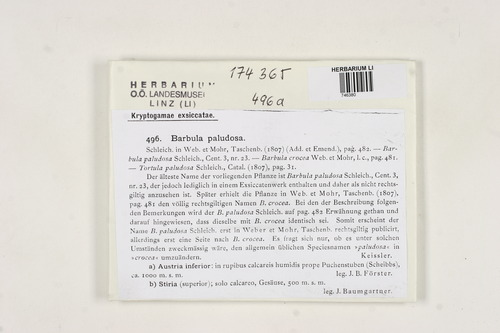 174365
HERBARIUM LI
HERBARIUM
O.Ö. LANDESMUSEU
LINZ (LI)
746380
496a
Kryptogamae exsiccatae.
496. Barbula paludosa.
Schleich. in Web. et Mohr, Taschenb. (1807) (Add. et Emend.), pag. 482. — Bar-
bula paludosa Schleich., Cent. 3, nr. 23. — Barbula crocea Web. et Mohr, l. c., pag. 481.
— Tortula paludosa Schleich., Catal. (1807), pag. 31.
Der älteste Name der vorliegenden Pflanze ist Barbula paludosa Schleich., Cent. 3,
nr. 23, der jedoch lediglich in einem Exsiccatenwerk enthalten und daher als nicht rechts-
giltig anzusehen ist. Später erhielt die Pflanze in Web. et Mohr, Taschenb. (1807),
pag. 481 den völlig rechtsgiltigen Namen B. crocea. Bei den der Beschreibung folgen-
den Bemerkungen wird der B. paludosa Schleich. auf pag. 482 Erwähnung getan und
darauf hingewiesen, dass dieselbe mit B. crocea identisch sei. Somit erscheint der
Name B. paludosa Schleich. erst in Weber et Mohr, Taschenb. rechtsgiltig publicirt,
allerdings erst eine Seite nach B. crocea. Es fragt sich nur, ob es unter solchen
Umständen zweckmässig wäre, den allgemein üblichen Speciesnamen »paludosa« in
»crocea« umzuändern. Keissler.
a) Austria inferior: in rupibus calcareis humidis prope Puchenstuben (Scheibbs),
ca. 1000 m. s. m. leg. J. B. Förster.
b) Stiria (superior); solo calcareo, Gesäuse, 500 m. s. m.
leg. J. Baumgartner.